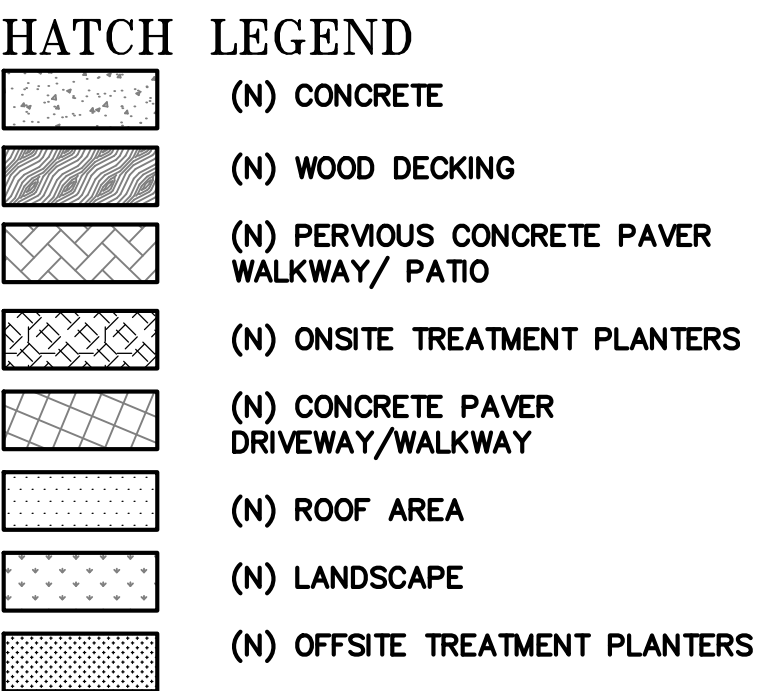 HATCH LEGEND
(N) CONCRETE
(N) WOOD DECKING
(N) PERVIOUS CONCRETE PAVER
WALKWAY/ PATIO
(N) ONSITE TREATMENT PLANTERS
(N) CONCRETE PAVER
DRIVEWAY/WALKWAY
(N) ROOF AREA
(N) LANDSCAPE
(N) OFFSITE TREATMENT PLANTERS